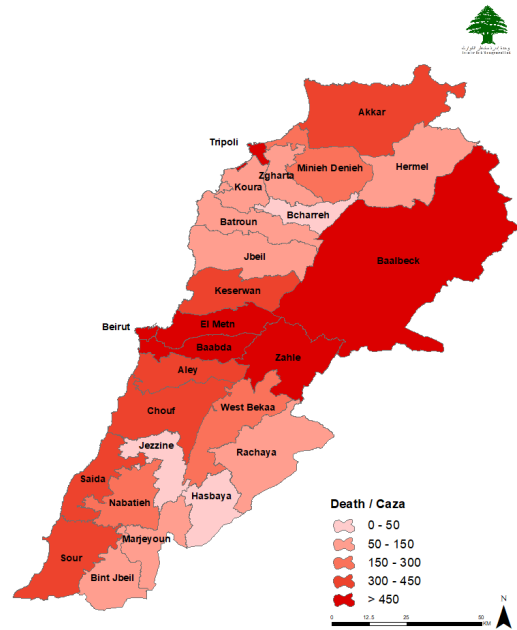 Akkar
Tripoli
Minieh Denieh
Hermel
Zgharta
Koura
Bcharreh
Batroun
Jbeil
Baalbeck
Keserwan
Beirut
El Metn
Baabda
Zahle
Aley
Chouf
West Bekaa
Jezzine
Rachaya
Saida
Hasbaya
Nabatieh
Marjeyoun
Sour
Bint Jbeil
Death / Caza
0 - 50
50 - 150
150 - 300
300 - 450
> 450
N
0 12.5 25 50
KM